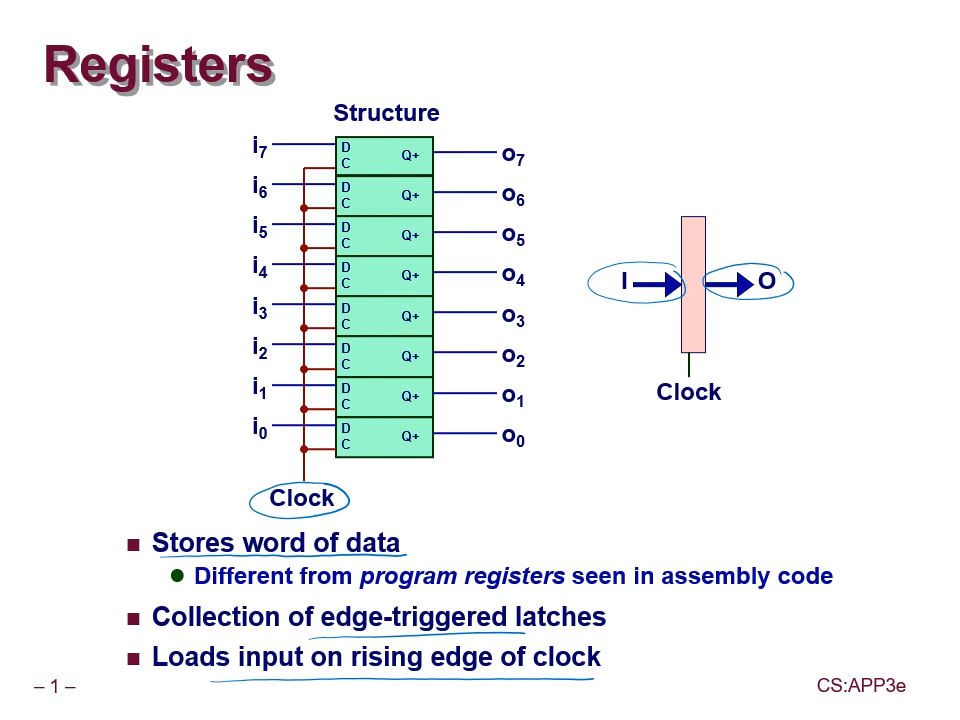 Registers
Structure
i7 D C Q+ o7
i6 D C Q+ o6
i5 D C Q+ o5
i4 D C Q+ o4
i3 D C Q+ o3
i2 D C Q+ o2
i1 D C Q+ o1
i0 D C Q+ o0
Clock
I O
Clock
Stores word of data
Different from program registers seen in assembly code
Collection of edge-triggered latches
Loads input on rising edge of clock
– 1 –
CS:APP3e